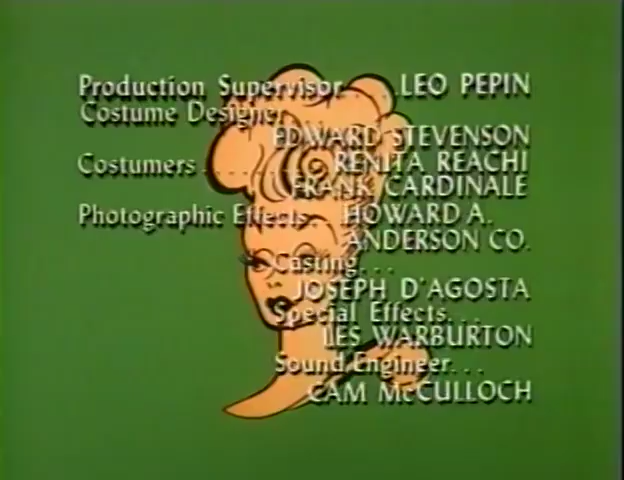 Production Supervisor . . . LEO PEPIN
Costume Designer
EDWARD STEVENSON
Costumers . . . . . RENITA REACHI
FRANK CARDINALE
Photographic Effects . . HOWARD A.
ANDERSON CO.
Casting. . .
JOSEPH D'AGOSTA
Special Effects. . .
LES WARBURTON
Sound Engineer. . .
CAM McCULLOCH